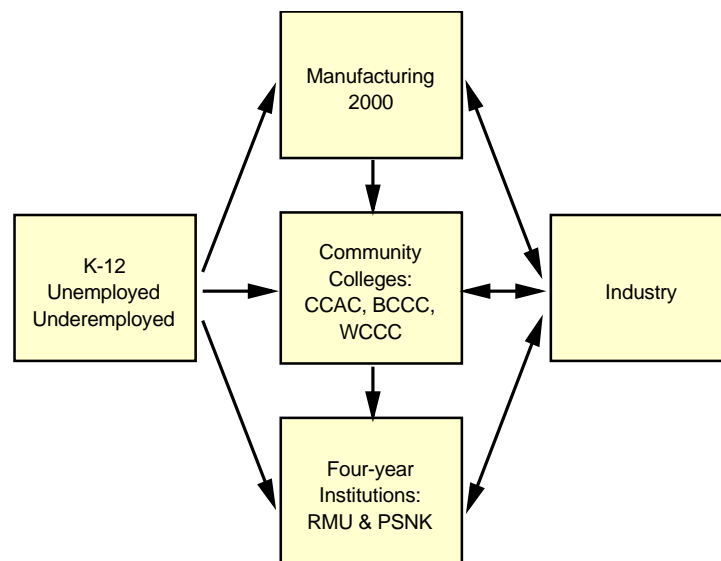 Manufacturing
2000
K-12
Unemployed
Underemployed
Community
Colleges:
CCAC, BCCC,
WCCC
Industry
Four-year
Institutions:
RMU & PSNK